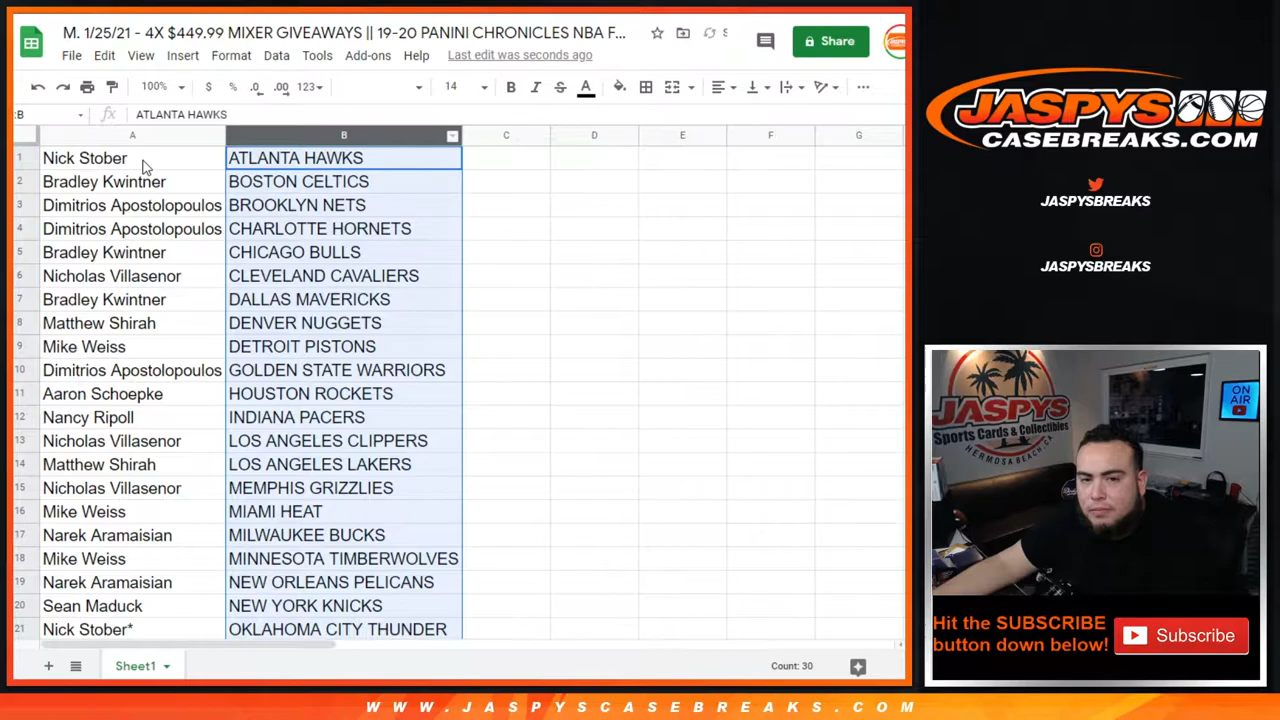 M. 1/25/21 - 4X $449.99 MIXER GIVEAWAYS || 19-20 PANINI CHRONICLES NBA F...
File Edit View Insert Format Data Tools Add-ons Help Last edit was seconds ago
Share
100% $ % .0 .00 123 14 B I S A
:B fx ATLANTA HAWKS
A B C D E F G
1 Nick Stober ATLANTA HAWKS
2 Bradley Kwintner BOSTON CELTICS
3 Dimitrios Apostolopoulos BROOKLYN NETS
4 Dimitrios Apostolopoulos CHARLOTTE HORNETS
5 Bradley Kwintner CHICAGO BULLS
6 Nicholas Villasenor CLEVELAND CAVALIERS
7 Bradley Kwintner DALLAS MAVERICKS
8 Matthew Shirah DENVER NUGGETS
9 Mike Weiss DETROIT PISTONS
10 Dimitrios Apostolopoulos GOLDEN STATE WARRIORS
11 Aaron Schoepke HOUSTON ROCKETS
12 Nancy Ripoll INDIANA PACERS
13 Nicholas Villasenor LOS ANGELES CLIPPERS
14 Matthew Shirah LOS ANGELES LAKERS
15 Nicholas Villasenor MEMPHIS GRIZZLIES
16 Mike Weiss MIAMI HEAT
17 Narek Aramaisian MILWAUKEE BUCKS
18 Mike Weiss MINNESOTA TIMBERWOLVES
19 Narek Aramaisian NEW ORLEANS PELICANS
20 Sean Maduck NEW YORK KNICKS
21 Nick Stober* OKLAHOMA CITY THUNDER
Sheet1
Count: 30
JASPYS
CASEBREAKS.COM
JASPYSBREAKS
JASPYSBREAKS
JASPYS
Sports Cards & Collectibles
HERMOSA BEACH, CA
ON AIR
Hit the SUBSCRIBE
button down below!
Subscribe
WWW.JASPYSCASEBREAKS.COM